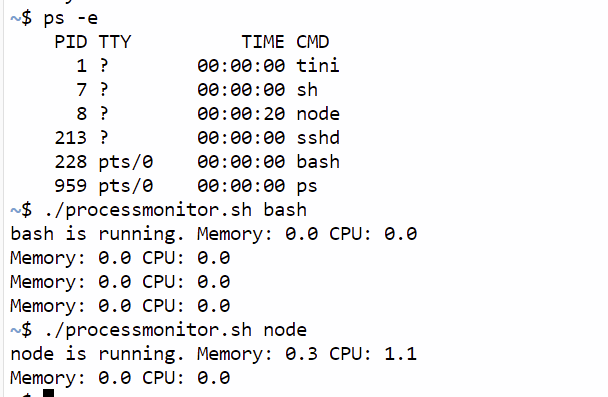 ~$ ps -e
PID TTY TIME CMD
1 ? 00:00:00 tini
7 ? 00:00:00 sh
8 ? 00:00:20 node
213 ? 00:00:00 sshd
228 pts/0 00:00:00 bash
959 pts/0 00:00:00 ps
~$ ./processmonitor.sh bash
bash is running. Memory: 0.0 CPU: 0.0
Memory: 0.0 CPU: 0.0
Memory: 0.0 CPU: 0.0
Memory: 0.0 CPU: 0.0
~$ ./processmonitor.sh node
node is running. Memory: 0.3 CPU: 1.1
Memory: 0.0 CPU: 0.0